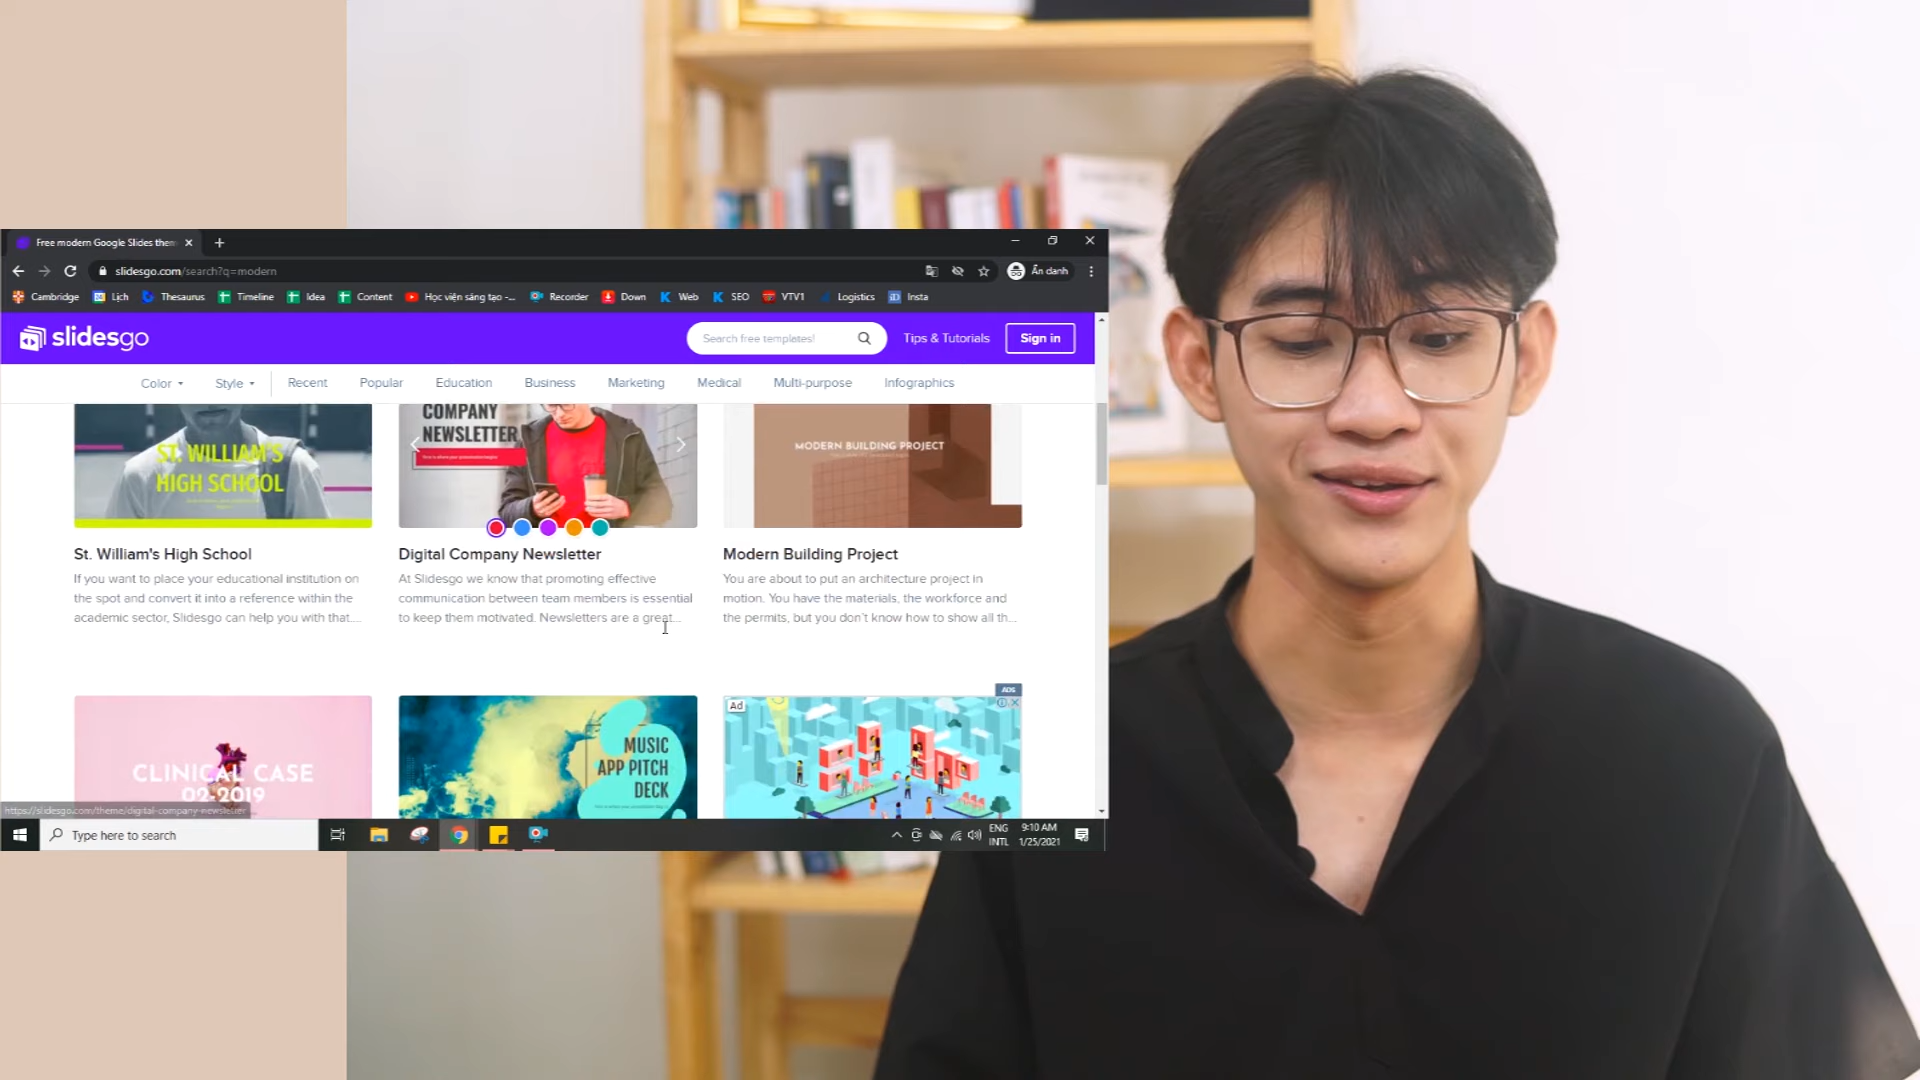 Free modern Google Slides them
slidesgo.com/search?q=modern
Ẩn danh
Cambridge
Lịch
Thesaurus
Timeline
Idea
Content
Học viện sáng tạo -...
Recorder
Down
Web
SEO
VTV1
Logistics
Insta
slidesgo
Search free templates!
Tips & Tutorials
Sign in
Color
Style
Recent
Popular
Education
Business
Marketing
Medical
Multi-purpose
Infographics
ST. WILLIAM'S
HIGH SCHOOL
COMPANY
NEWSLETTER
MODERN BUILDING PROJECT
St. William's High School
If you want to place your educational institution on
the spot and convert it into a reference within the
academic sector, Slidesgo can help you with that....
Digital Company Newsletter
At Slidesgo we know that promoting effective
communication between team members is essential
to keep them motivated. Newsletters are a great...
Modern Building Project
You are about to put an architecture project in
motion. You have the materials, the workforce and
the permits, but you don't know how to show all th...
CLINICAL CASE
02-2019
MUSIC
APP PITCH
DECK
ADS
Ad
https://slidesgo.com/theme/digital-company-newsletter
Type here to search
ENG
INTL
9:10 AM
1/25/2021